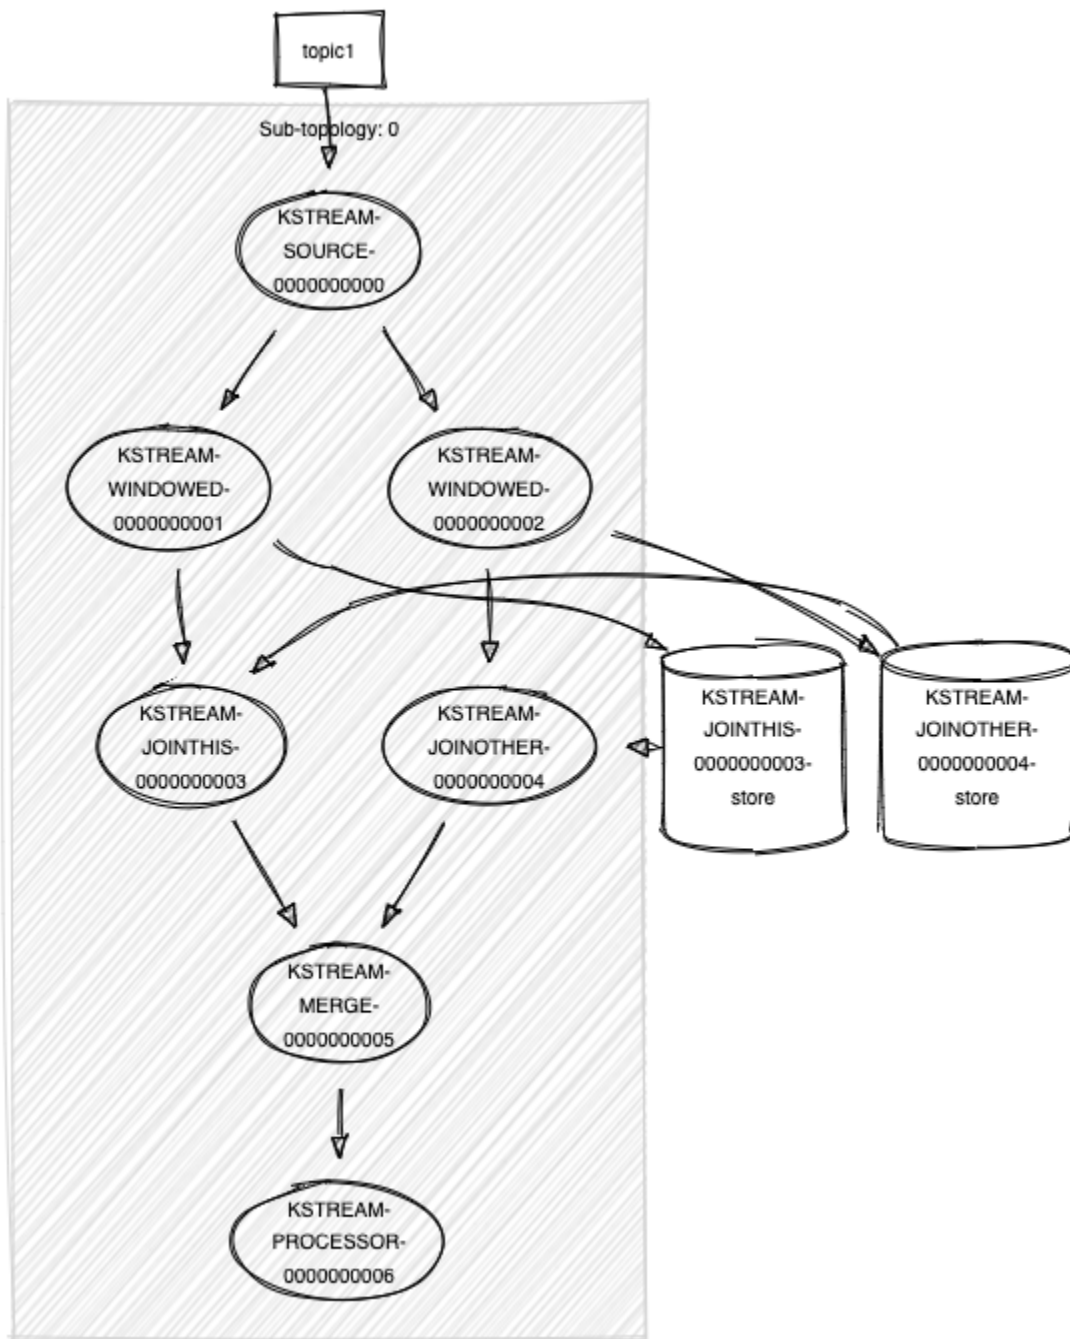 topic1
Sub-topology: 0
KSTREAM-
SOURCE-
0000000000
KSTREAM-
WINDOWED-
0000000001
KSTREAM-
WINDOWED-
0000000002
KSTREAM-
JOINTHIS-
0000000003
KSTREAM-
JOINOTHER-
0000000004
KSTREAM-
JOINTHIS-
0000000003-
store
KSTREAM-
JOINOTHER-
0000000004-
store
KSTREAM-
MERGE-
0000000005
KSTREAM-
PROCESSOR-
0000000006